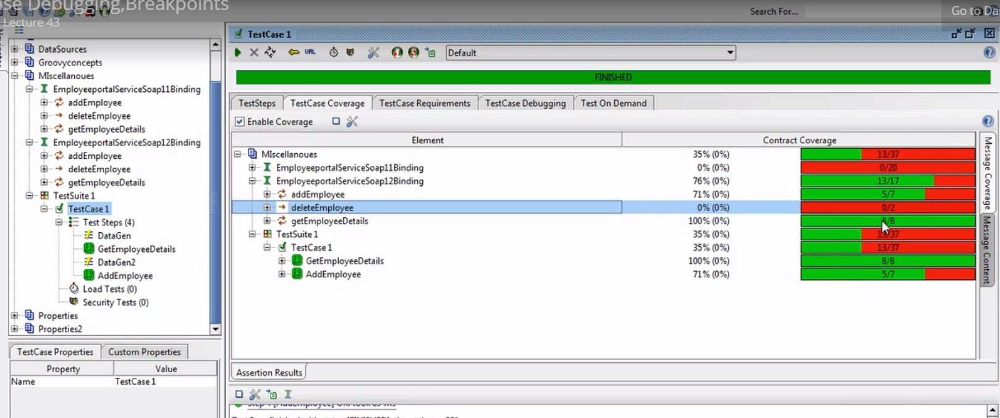 se Debugging,Breakpoints
Lecture 43
Search For...
Go to Das
DataSources
Groovyconcepts
MIscellanoues
EmployeeportalServiceSoap11Binding
addEmployee
deleteEmployee
getEmployeeDetails
EmployeeportalServiceSoap12Binding
addEmployee
deleteEmployee
getEmployeeDetails
TestSuite 1
TestCase 1
Test Steps (4)
DataGen
GetEmployeeDetails
DataGen2
AddEmployee
Load Tests (0)
Security Tests (0)
Properties
Properties2
TestCase Properties Custom Properties
Property Value
Name TestCase 1
TestCase 1
URL Default
FINISHED
TestSteps TestCase Coverage TestCase Requirements TestCase Debugging Test On Demand
Enable Coverage
Element Contract Coverage
MIscellanoues 35% (0%) 13/37
EmployeeportalServiceSoap11Binding 0% (0%) 0/20
EmployeeportalServiceSoap12Binding 76% (0%) 13/17
addEmployee 71% (0%) 5/7
deleteEmployee 0% (0%) 0/2
getEmployeeDetails 100% (0%) 8/8
TestSuite 1 35% (0%) 13/37
TestCase 1 35% (0%) 13/37
GetEmployeeDetails 100% (0%) 8/8
AddEmployee 71% (0%) 5/7
Message Coverage
Message Content
Assertion Results